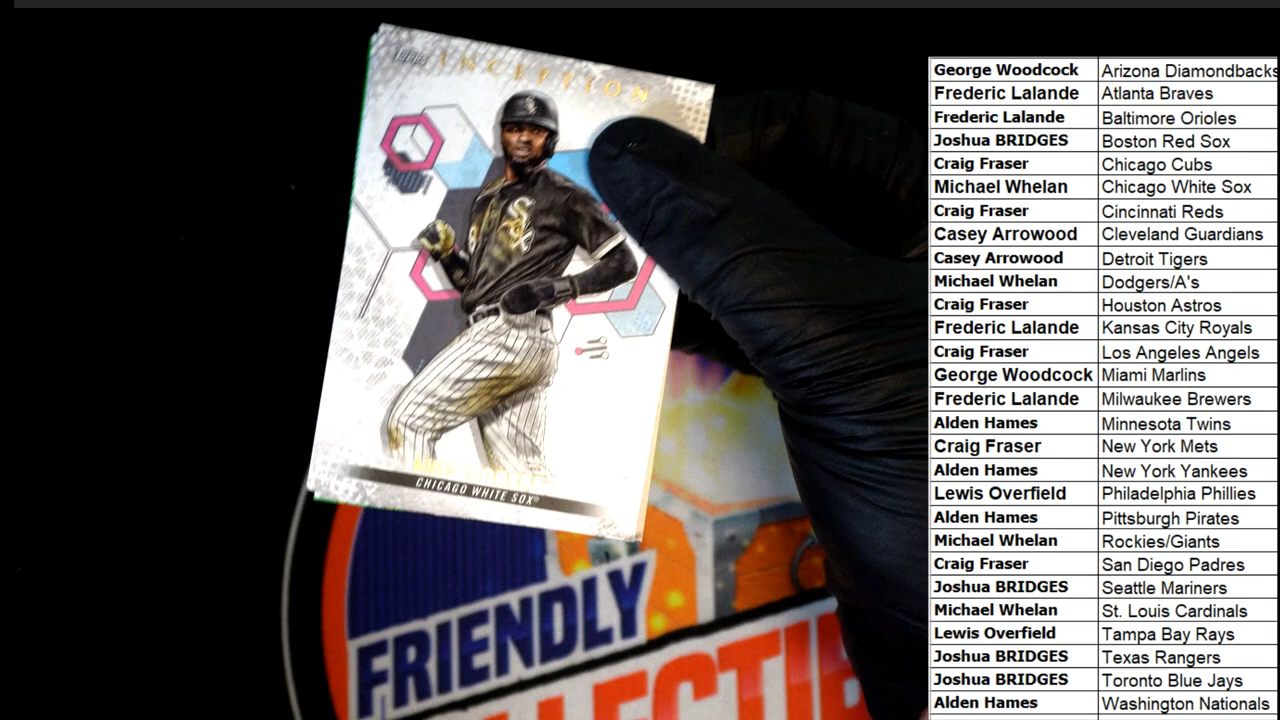 Topps INCEPTION
CHICAGO WHITE SOX
FRIENDLY
George Woodcock Arizona Diamondbacks
Frederic Lalande Atlanta Braves
Frederic Lalande Baltimore Orioles
Joshua BRIDGES Boston Red Sox
Craig Fraser Chicago Cubs
Michael Whelan Chicago White Sox
Craig Fraser Cincinnati Reds
Casey Arrowood Cleveland Guardians
Casey Arrowood Detroit Tigers
Michael Whelan Dodgers/A's
Craig Fraser Houston Astros
Frederic Lalande Kansas City Royals
Craig Fraser Los Angeles Angels
George Woodcock Miami Marlins
Frederic Lalande Milwaukee Brewers
Alden Hames Minnesota Twins
Craig Fraser New York Mets
Alden Hames New York Yankees
Lewis Overfield Philadelphia Phillies
Alden Hames Pittsburgh Pirates
Michael Whelan Rockies/Giants
Craig Fraser San Diego Padres
Joshua BRIDGES Seattle Mariners
Michael Whelan St. Louis Cardinals
Lewis Overfield Tampa Bay Rays
Joshua BRIDGES Texas Rangers
Joshua BRIDGES Toronto Blue Jays
Alden Hames Washington Nationals